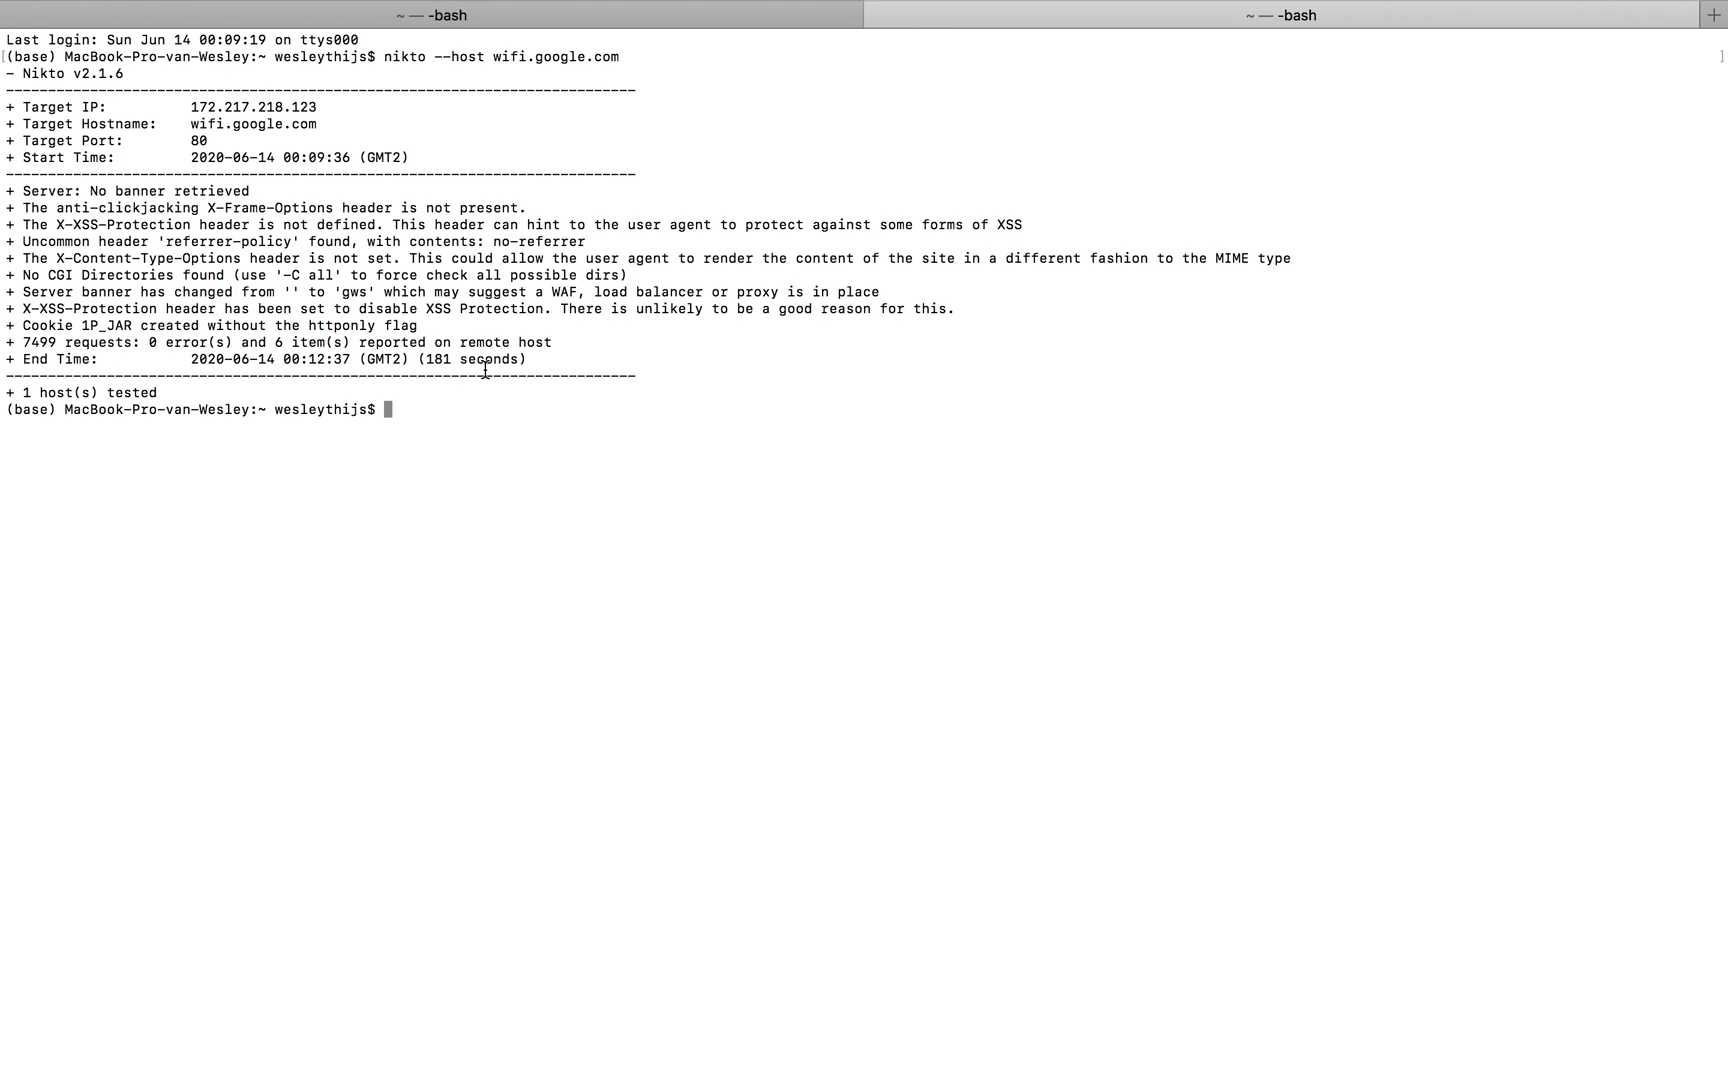 ~ — -bash
~ — -bash
+
Last login: Sun Jun 14 00:09:19 on ttys000
[(base) MacBook-Pro-van-Wesley:~ wesleythijs$ nikto --host wifi.google.com ]
- Nikto v2.1.6
---------------------------------------------------------------------------
+ Target IP:          172.217.218.123
+ Target Hostname:    wifi.google.com
+ Target Port:        80
+ Start Time:         2020-06-14 00:09:36 (GMT2)
---------------------------------------------------------------------------
+ Server: No banner retrieved
+ The anti-clickjacking X-Frame-Options header is not present.
+ The X-XSS-Protection header is not defined. This header can hint to the user agent to protect against some forms of XSS
+ Uncommon header 'referrer-policy' found, with contents: no-referrer
+ The X-Content-Type-Options header is not set. This could allow the user agent to render the content of the site in a different fashion to the MIME type
+ No CGI Directories found (use '-C all' to force check all possible dirs)
+ Server banner has changed from '' to 'gws' which may suggest a WAF, load balancer or proxy is in place
+ X-XSS-Protection header has been set to disable XSS Protection. There is unlikely to be a good reason for this.
+ Cookie 1P_JAR created without the httponly flag
+ 7499 requests: 0 error(s) and 6 item(s) reported on remote host
+ End Time:           2020-06-14 00:12:37 (GMT2) (181 seconds)
---------------------------------------------------------------------------
+ 1 host(s) tested
(base) MacBook-Pro-van-Wesley:~ wesleythijs$